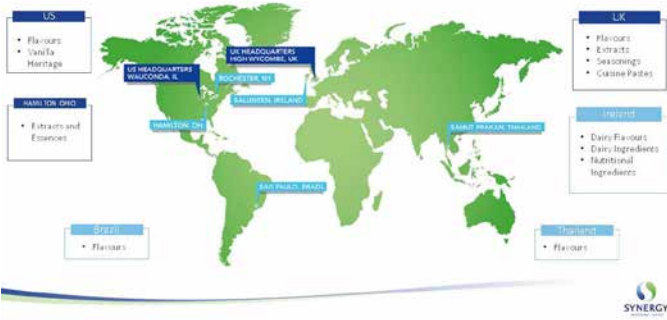 US
• Flavours
• Vanilla
Heritage
HAMILTON OHIO
• Extracts and
Essences
US HEADQUARTERS
WAUCONDA, IL
ROCHESTER, NY
UK HEADQUARTERS
HIGH WYCOMBE, UK
BALLINEEN, IRELAND
HAMILTON, OH
SAMUT PRAKAN, THAILAND
SAO PAULO, BRAZIL
UK
• Flavours
• Extracts
• Seasonings
• Cuisine Pastes
Ireland
• Dairy Flavours
• Dairy Ingredients
• Nutritional
Ingredients
Brazil
• Flavours
Thailand
• Flavours
SYNERGY